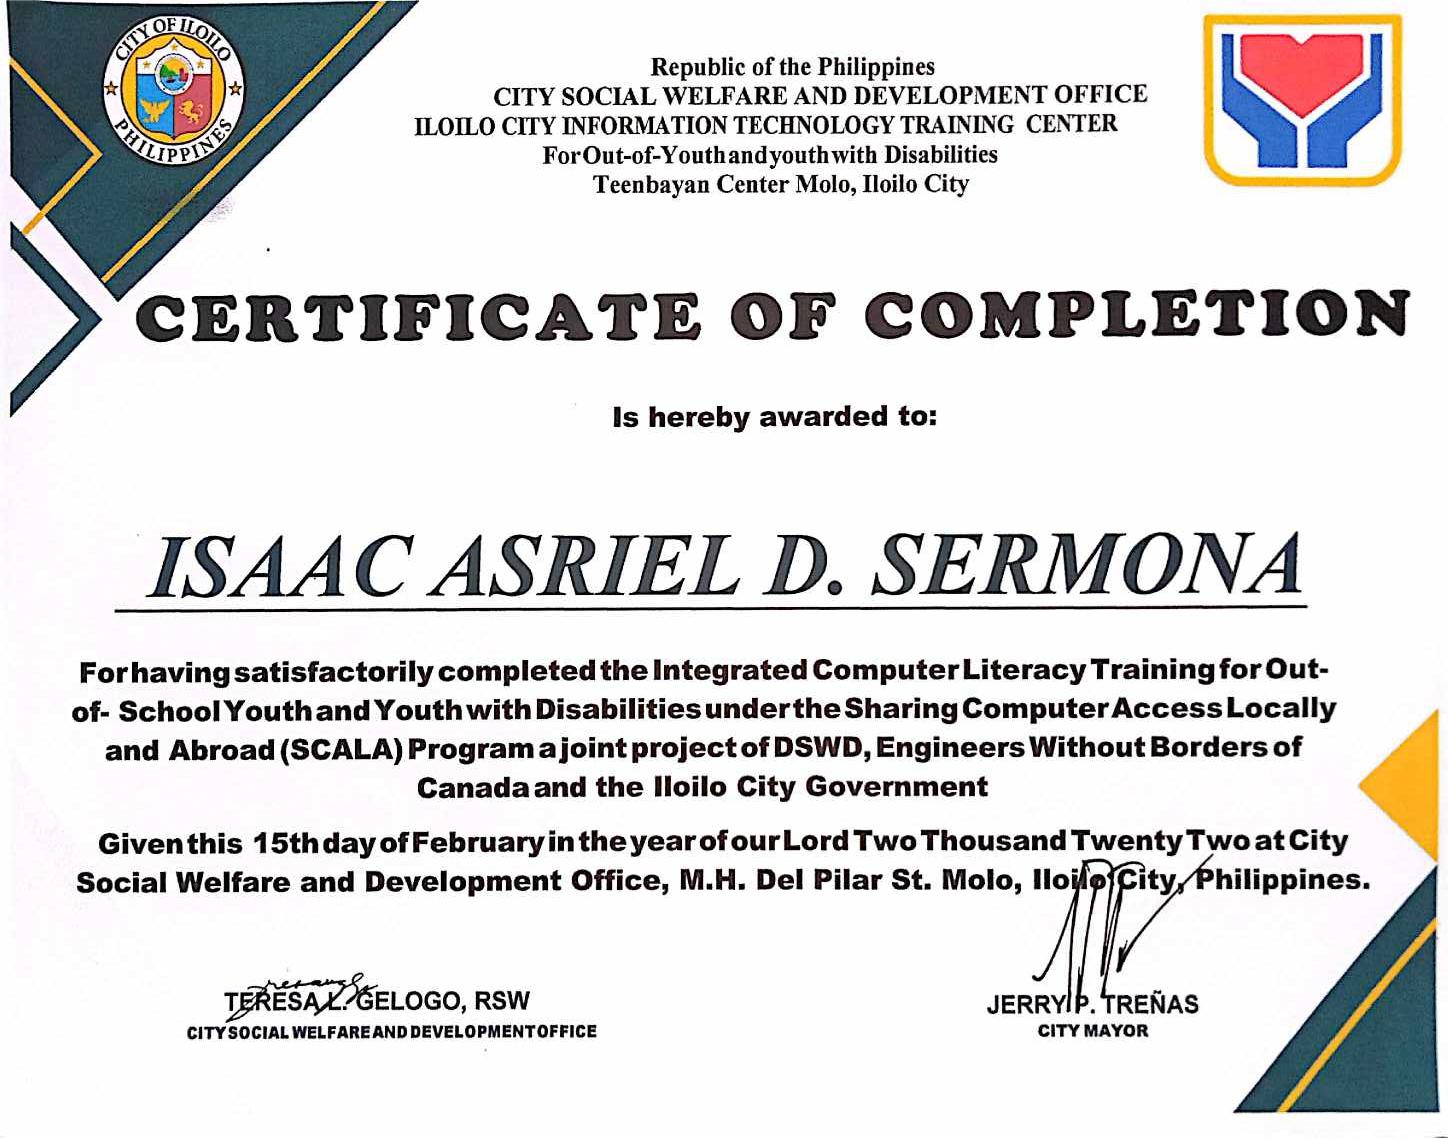 CITY OF ILOILO
PHILIPPINES
Republic of the Philippines
CITY SOCIAL WELFARE AND DEVELOPMENT OFFICE
ILOILO CITY INFORMATION TECHNOLOGY TRAINING CENTER
For Out-of-Youth and youth with Disabilities
Teenbayan Center Molo, Iloilo City
CERTIFICATE OF COMPLETION
Is hereby awarded to:
ISAAC ASRIEL D. SERMONA
For having satisfactorily completed the Integrated Computer Literacy Training for Out-
of- School Youth and Youth with Disabilities under the Sharing Computer Access Locally
and Abroad (SCALA) Program a joint project of DSWD, Engineers Without Borders of
Canada and the Iloilo City Government
Given this 15th day of February in the year of our Lord Two Thousand Twenty Two at City
Social Welfare and Development Office, M.H. Del Pilar St. Molo, Iloilo City, Philippines.
TERESA L. GELOGO, RSW
CITY SOCIAL WELFARE AND DEVELOPMENT OFFICE
JERRY P. TREÑAS
CITY MAYOR